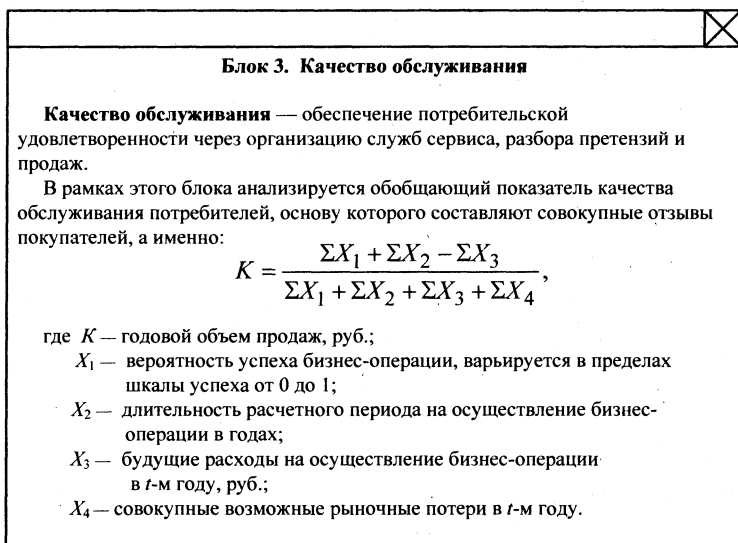 Блок 3. Качество обслуживания
Качество обслуживания — обеспечение потребительской
удовлетворенности через организацию служб сервиса, разбора претензий и
продаж.
В рамках этого блока анализируется обобщающий показатель качества
обслуживания потребителей, основу которого составляют совокупные отзывы
покупателей, а именно:
K = (ΣX₁ + ΣX₂ − ΣX₃) / (ΣX₁ + ΣX₂ + ΣX₃ + ΣX₄),
где K — годовой объем продаж, руб.;
X₁ — вероятность успеха бизнес-операции, варьируется в пределах
шкалы успеха от 0 до 1;
X₂ — длительность расчетного периода на осуществление бизнес-
операции в годах;
X₃ — будущие расходы на осуществление бизнес-операции
в t-м году, руб.;
X₄ — совокупные возможные рыночные потери в t-м году.